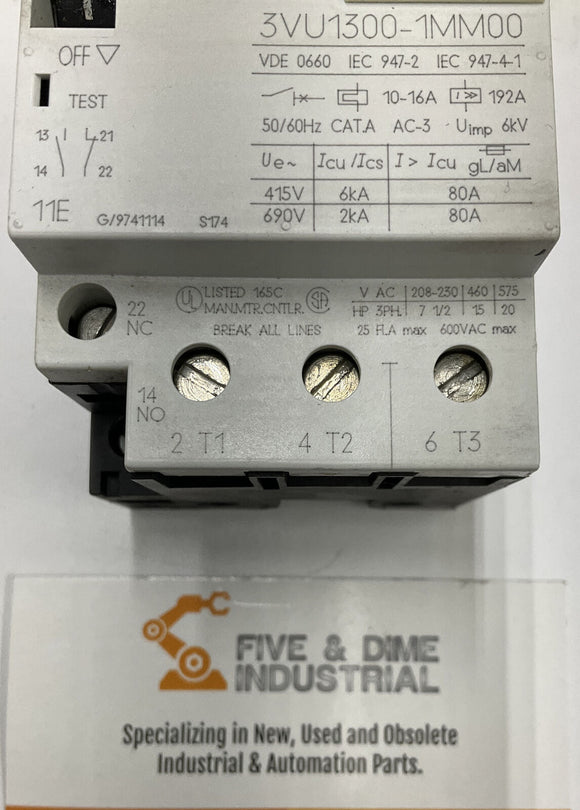 3VU1300-1MM00
OFF
VDE 0660 IEC 947-2 IEC 947-4-1
TEST
10-16A I >> 192A
50/60Hz CAT.A AC-3 Uimp 6kV
13 21
14 22
Ue~ Icu /Ics I > Icu gL/aM
415V 6kA 80A
690V 2kA 80A
11E G/9741114 S174
UL LISTED 165C
MAN.MTR.CNTLR. SA
BREAK ALL LINES
V AC 208-230 460 575
HP 3PH. 7 1/2 15 20
25 FLA max 600VAC max
22
NC
14
NO
2 T1 4 T2 6 T3
FIVE & DIME
INDUSTRIAL
Specializing in New, Used and Obsolete
Industrial & Automation Parts.